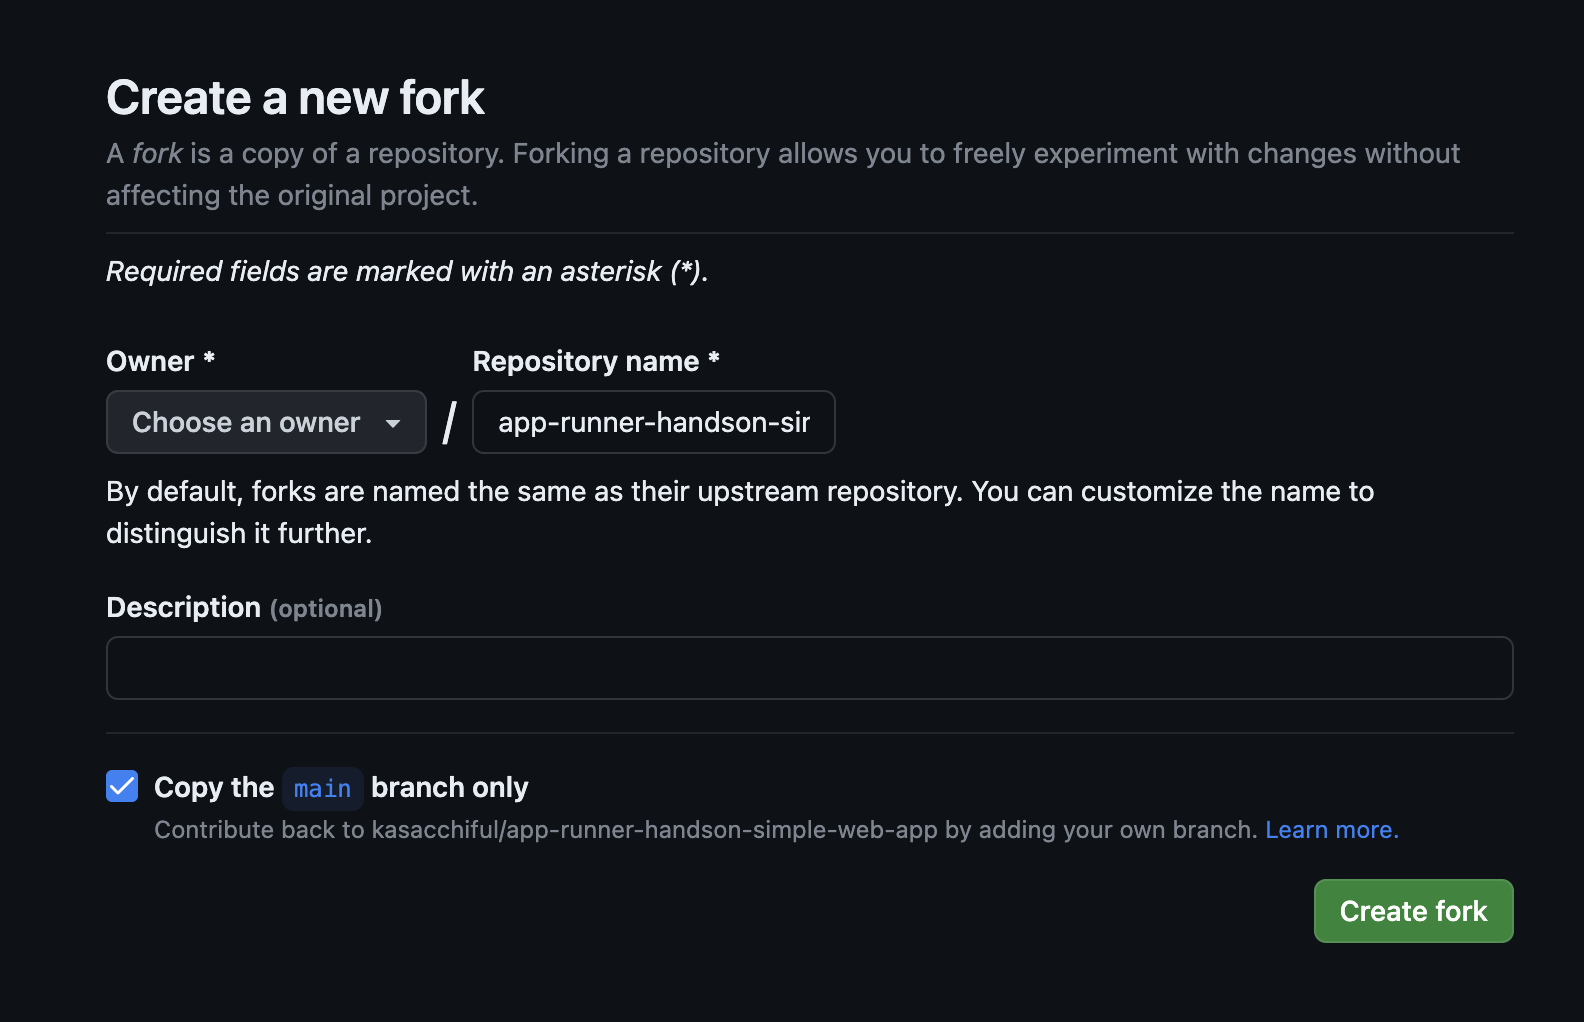 Create a new fork
A fork is a copy of a repository. Forking a repository allows you to freely experiment with changes without
affecting the original project.
Required fields are marked with an asterisk (*).
Owner * Repository name *
Choose an owner / app-runner-handson-sir
By default, forks are named the same as their upstream repository. You can customize the name to
distinguish it further.
Description (optional)
Copy the main branch only
Contribute back to kasacchiful/app-runner-handson-simple-web-app by adding your own branch. Learn more.
Create fork